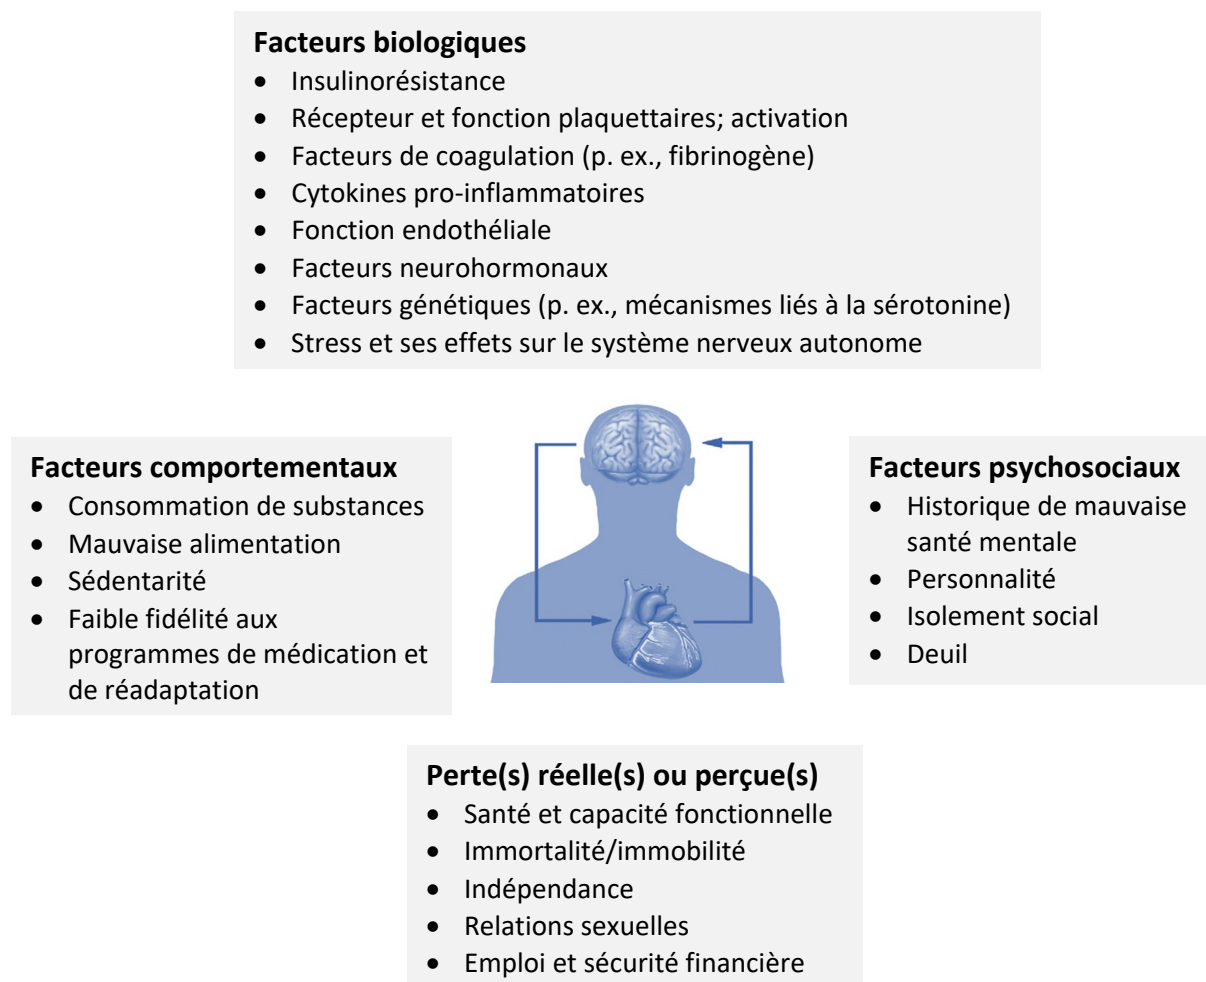 Facteurs biologiques
• Insulinorésistance
• Récepteur et fonction plaquettaires; activation
• Facteurs de coagulation (p. ex., fibrinogène)
• Cytokines pro-inflammatoires
• Fonction endothéliale
• Facteurs neurohormonaux
• Facteurs génétiques (p. ex., mécanismes liés à la sérotonine)
• Stress et ses effets sur le système nerveux autonome
Facteurs comportementaux
• Consommation de substances
• Mauvaise alimentation
• Sédentarité
• Faible fidélité aux
programmes de médication et
de réadaptation
Facteurs psychosociaux
• Historique de mauvaise
santé mentale
• Personnalité
• Isolement social
• Deuil
Perte(s) réelle(s) ou perçue(s)
• Santé et capacité fonctionnelle
• Immortalité/immobilité
• Indépendance
• Relations sexuelles
• Emploi et sécurité financière